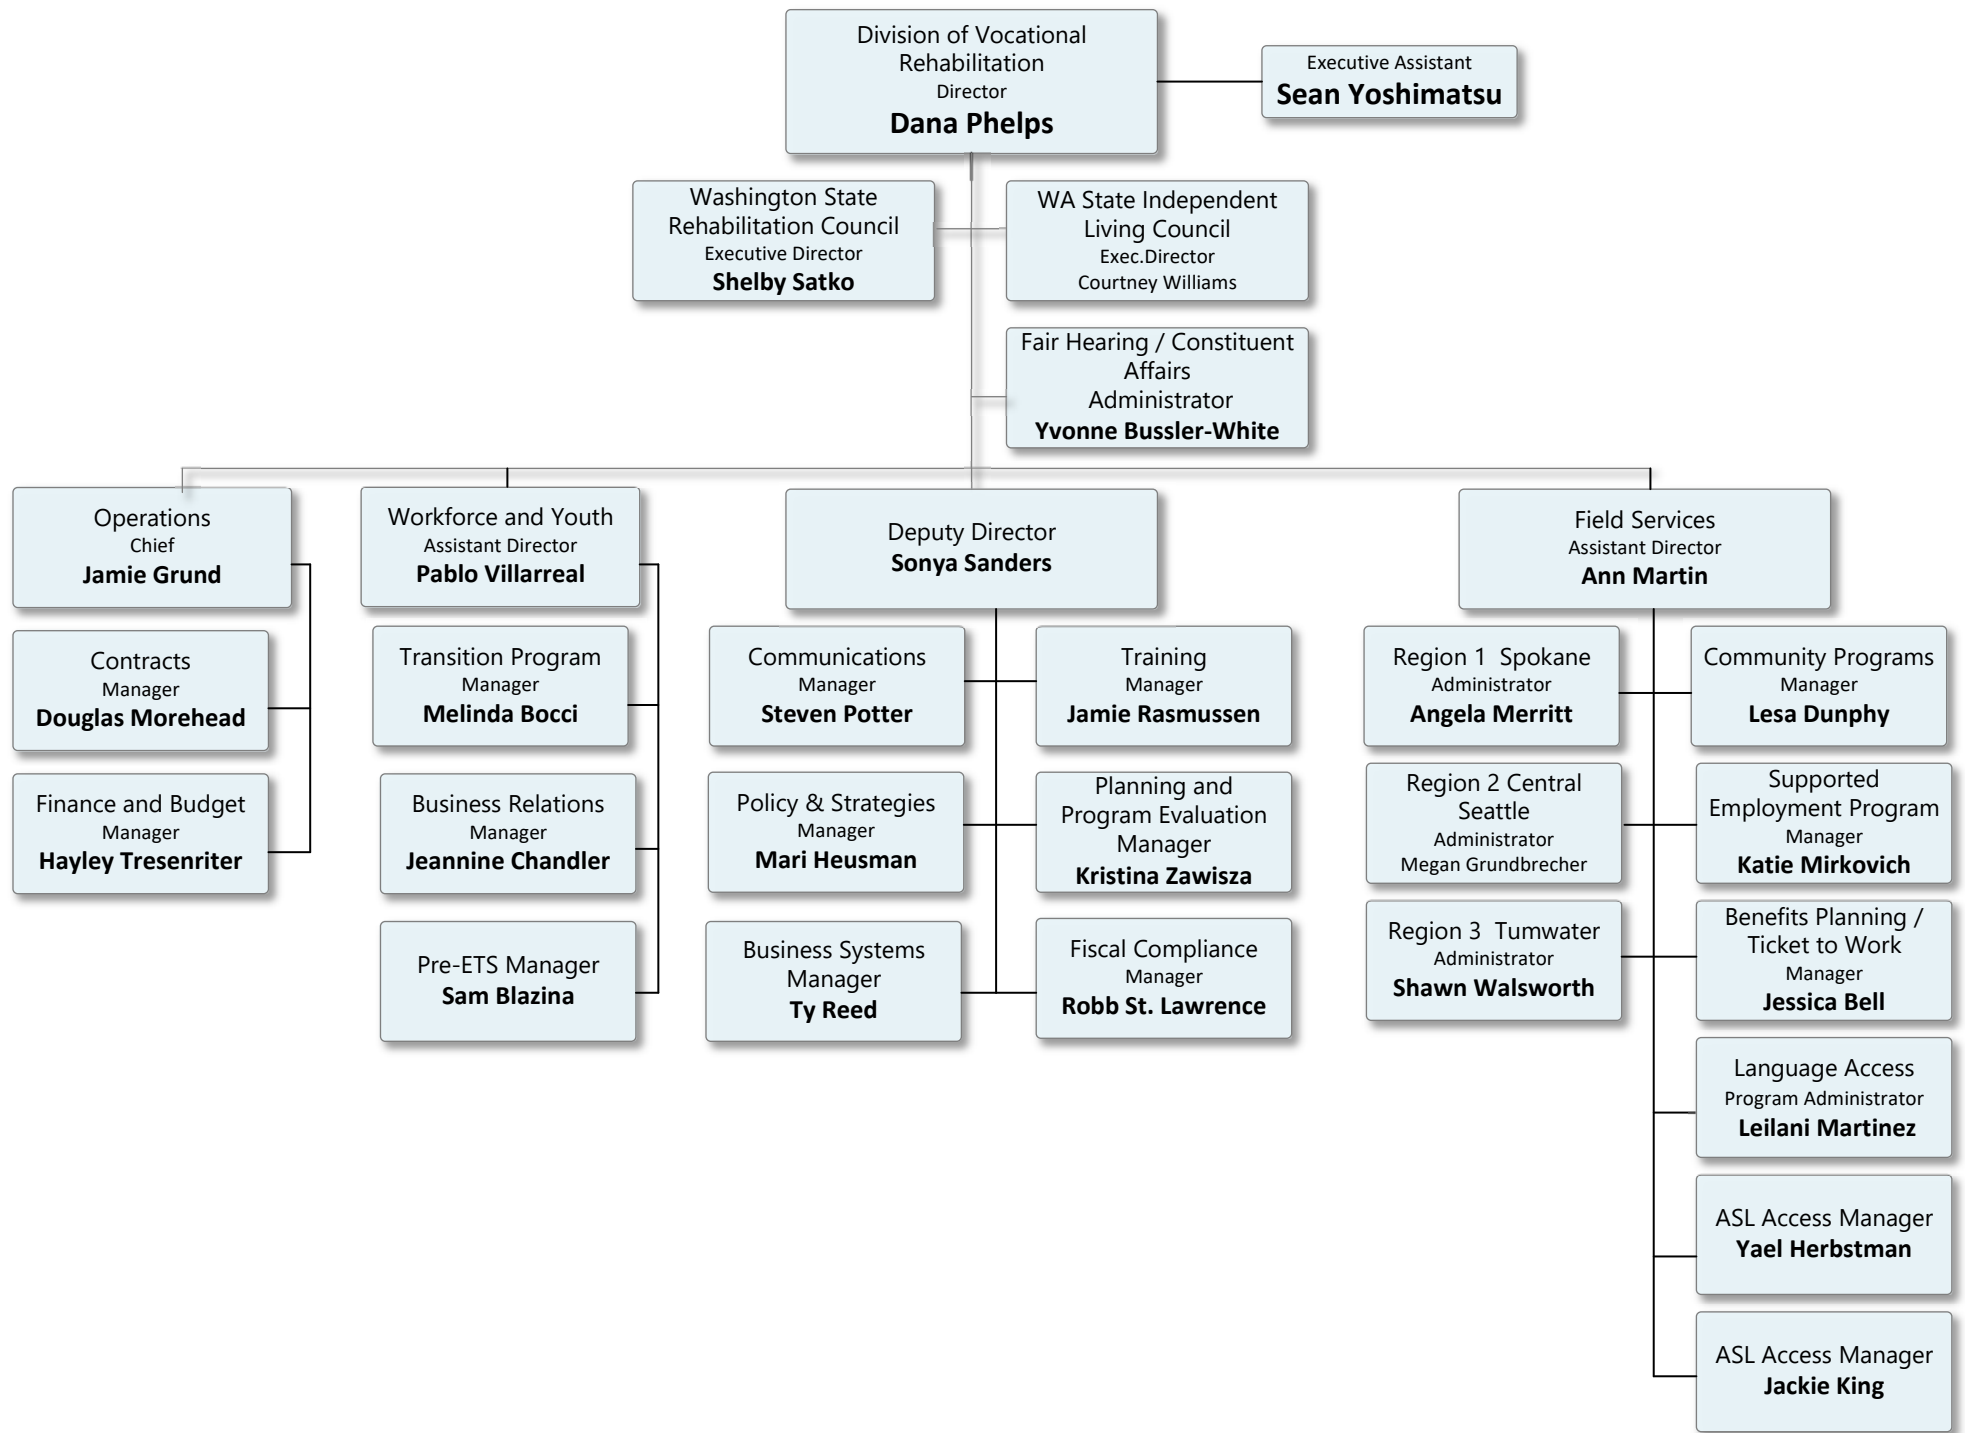 Division of Vocational
Rehabilitation
Director
Dana Phelps
Executive Assistant
Sean Yoshimatsu
Washington State
Rehabilitation Council
Executive Director
Shelby Satko
WA State Independent
Living Council
Exec.Director
Courtney Williams
Fair Hearing / Constituent
Affairs
Administrator
Yvonne Bussler-White
Operations
Chief
Jamie Grund
Contracts
Manager
Douglas Morehead
Finance and Budget
Manager
Hayley Tresenriter
Workforce and Youth
Assistant Director
Pablo Villarreal
Transition Program
Manager
Melinda Bocci
Business Relations
Manager
Jeannine Chandler
Pre-ETS Manager
Sam Blazina
Deputy Director
Sonya Sanders
Communications
Manager
Steven Potter
Training
Manager
Jamie Rasmussen
Policy & Strategies
Manager
Mari Heusman
Planning and
Program Evaluation
Manager
Kristina Zawisza
Business Systems
Manager
Ty Reed
Fiscal Compliance
Manager
Robb St. Lawrence
Field Services
Assistant Director
Ann Martin
Region 1  Spokane
Administrator
Angela Merritt
Community Programs
Manager
Lesa Dunphy
Region 2 Central
Seattle
Administrator
Megan Grundbrecher
Supported
Employment Program
Manager
Katie Mirkovich
Region 3  Tumwater
Administrator
Shawn Walsworth
Benefits Planning /
Ticket to Work
Manager
Jessica Bell
Language Access
Program Administrator
Leilani Martinez
ASL Access Manager
Yael Herbstman
ASL Access Manager
Jackie King